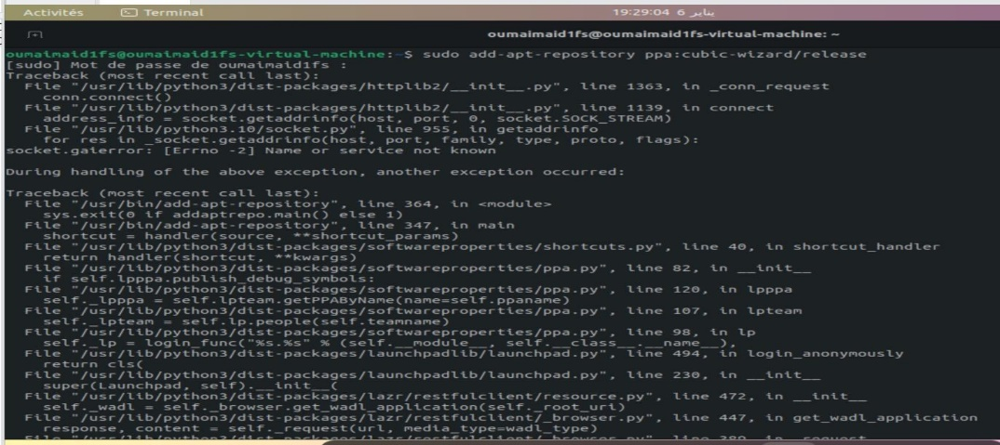 Activités Terminal 19:29:04 6 يناير
oumaimaid1fs@oumaimaid1fs-virtual-machine: ~
oumaimaid1fs@oumaimaid1fs-virtual-machine:~$ sudo add-apt-repository ppa:cubic-wizard/release
[sudo] Mot de passe de oumaimaid1fs :
Traceback (most recent call last):
  File "/usr/lib/python3/dist-packages/httplib2/__init__.py", line 1363, in _conn_request
    conn.connect()
  File "/usr/lib/python3/dist-packages/httplib2/__init__.py", line 1139, in connect
    address_info = socket.getaddrinfo(host, port, 0, socket.SOCK_STREAM)
  File "/usr/lib/python3.10/socket.py", line 955, in getaddrinfo
    for res in _socket.getaddrinfo(host, port, family, type, proto, flags):
socket.gaierror: [Errno -2] Name or service not known
During handling of the above exception, another exception occurred:
Traceback (most recent call last):
  File "/usr/bin/add-apt-repository", line 364, in <module>
    sys.exit(0 if addaptrepo.main() else 1)
  File "/usr/bin/add-apt-repository", line 347, in main
    shortcut = handler(source, **shortcut_params)
  File "/usr/lib/python3/dist-packages/softwareproperties/shortcuts.py", line 40, in shortcut_handler
    return handler(shortcut, **kwargs)
  File "/usr/lib/python3/dist-packages/softwareproperties/ppa.py", line 82, in __init__
    if self.lpppa.publish_debug_symbols:
  File "/usr/lib/python3/dist-packages/softwareproperties/ppa.py", line 120, in lpppa
    self._lpppa = self.lpteam.getPPAByName(name=self.ppaname)
  File "/usr/lib/python3/dist-packages/softwareproperties/ppa.py", line 107, in lpteam
    self._lpteam = self.lp.people(self.teamname)
  File "/usr/lib/python3/dist-packages/softwareproperties/ppa.py", line 98, in lp
    self._lp = login_func("%s.%s" % (self.__module__, self.__class__.__name__),
  File "/usr/lib/python3/dist-packages/launchpadlib/launchpad.py", line 494, in login_anonymously
    return cls(
  File "/usr/lib/python3/dist-packages/launchpadlib/launchpad.py", line 230, in __init__
    super(Launchpad, self).__init__(
  File "/usr/lib/python3/dist-packages/lazr/restfulclient/resource.py", line 472, in __init__
    self._wadl = self._browser.get_wadl_application(self._root_uri)
  File "/usr/lib/python3/dist-packages/lazr/restfulclient/_browser.py", line 447, in get_wadl_application
    response, content = self._request(url, media_type=wadl_type)
  File "/usr/lib/python3/dist-packages/lazr/restfulclient/_browser.py", line 389, in _request